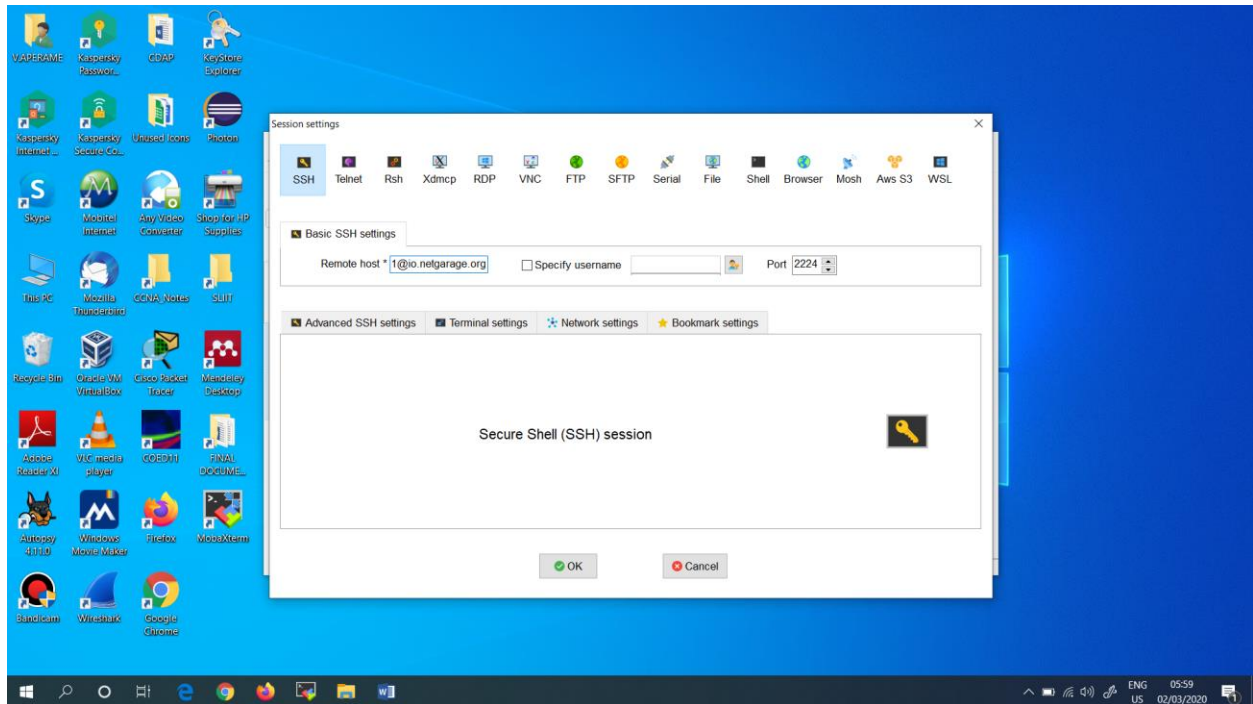 VIAPERAME
Kaspersky
Passwor...
CDAP
KeyStore
Explorer
Kaspersky
Internet ...
Kaspersky
Secure Co...
Unused Icons
Photon
Skype
Mobitel
Internet
Any Video
Converter
Shop for HP
Supplies
This PC
Mozilla
Thunderbird
CCNA_Notes
SLIIT
Recycle Bin
Oracle VM
VirtualBox
Cisco Packet
Tracer
Mendeley
Desktop
Adobe
Reader XI
VLC media
player
COED11
FINAL
DOCUME...
Autopsy
4.11.0
Windows
Movie Maker
Firefox
MobaXterm
Bandicam
Wireshark
Google
Chrome
Session settings
SSH Telnet Rsh Xdmcp RDP VNC FTP SFTP Serial File Shell Browser Mosh Aws S3 WSL
Basic SSH settings
Remote host * 1@io.netgarage.org Specify username Port 2224
Advanced SSH settings Terminal settings Network settings Bookmark settings
Secure Shell (SSH) session
OK Cancel
ENG
US
05:59
02/03/2020
1